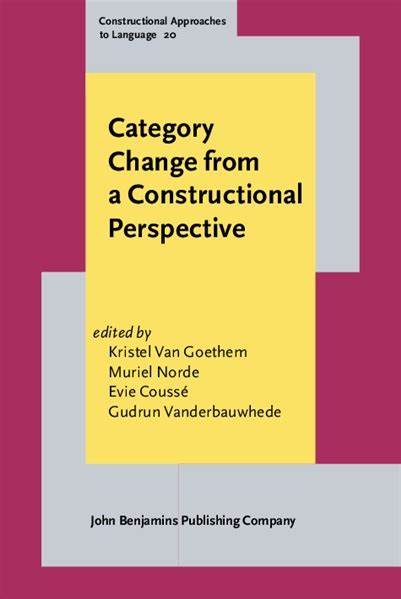 Constructional Approaches
to Language 20
Category
Change from
a Constructional
Perspective
edited by
Kristel Van Goethem
Muriel Norde
Evie Coussé
Gudrun Vanderbauwhede
John Benjamins Publishing Company